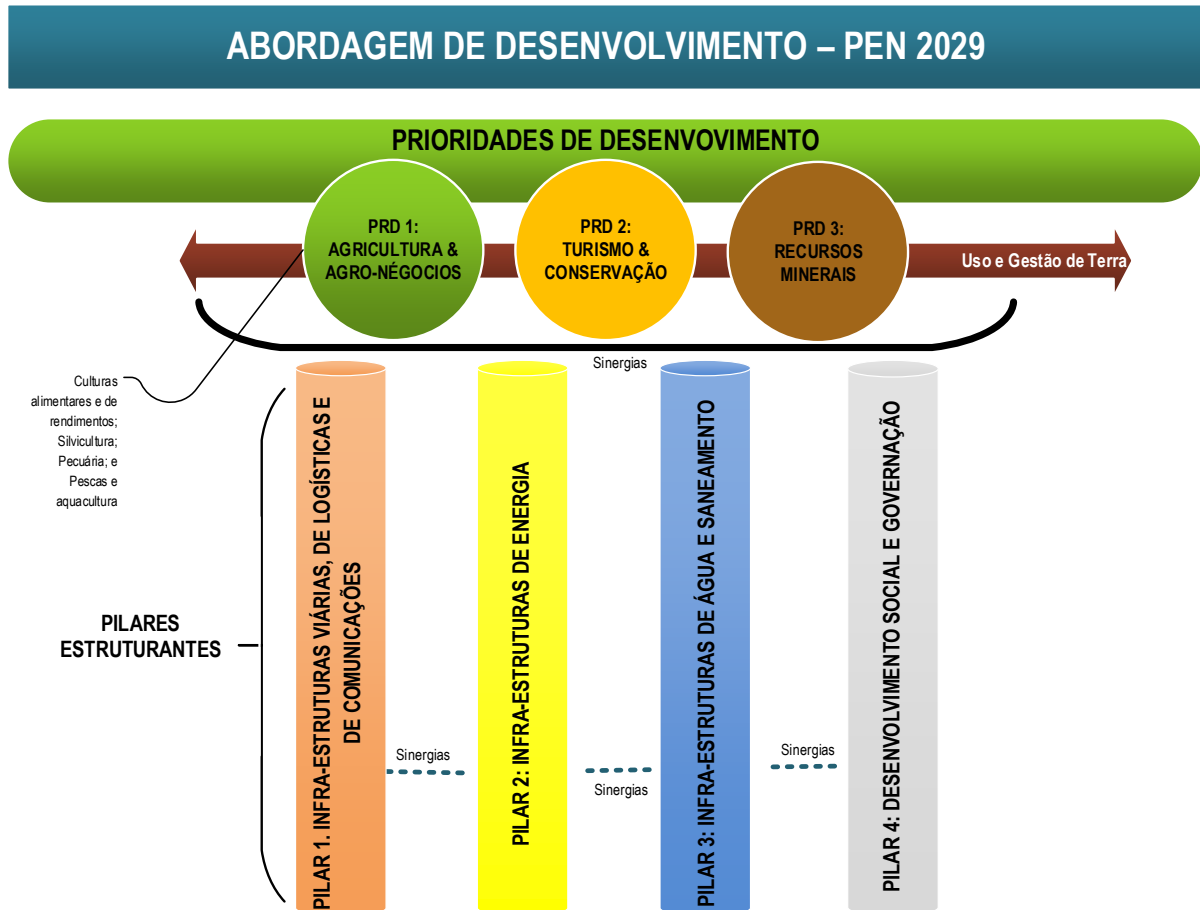 ABORDAGEM DE DESENVOLVIMENTO – PEN 2029
PRIORIDADES DE DESENVOVIMENTO
PRD 1:
AGRICULTURA &
AGRO-NÉGOCIOS
PRD 2:
TURISMO &
CONSERVAÇÃO
PRD 3:
RECURSOS
MINERAIS
Uso e Gestão de Terra
Sinergias
Culturas
alimentares e de
rendimentos;
Silvicultura;
Pecuária; e
Pescas e
aquacultura
PILARES
ESTRUTURANTES
PILAR 1. INFRA-ESTRUTURAS VIÁRIAS, DE LOGÍSTICAS E
DE COMUNICAÇÕES
Sinergias
PILAR 2: INFRA-ESTRUTURAS DE ENERGIA
Sinergias
PILAR 3: INFRA-ESTRUTURAS DE ÁGUA E SANEAMENTO
Sinergias
PILAR 4: DESENVOLVIMENTO SOCIAL E GOVERNAÇÃO